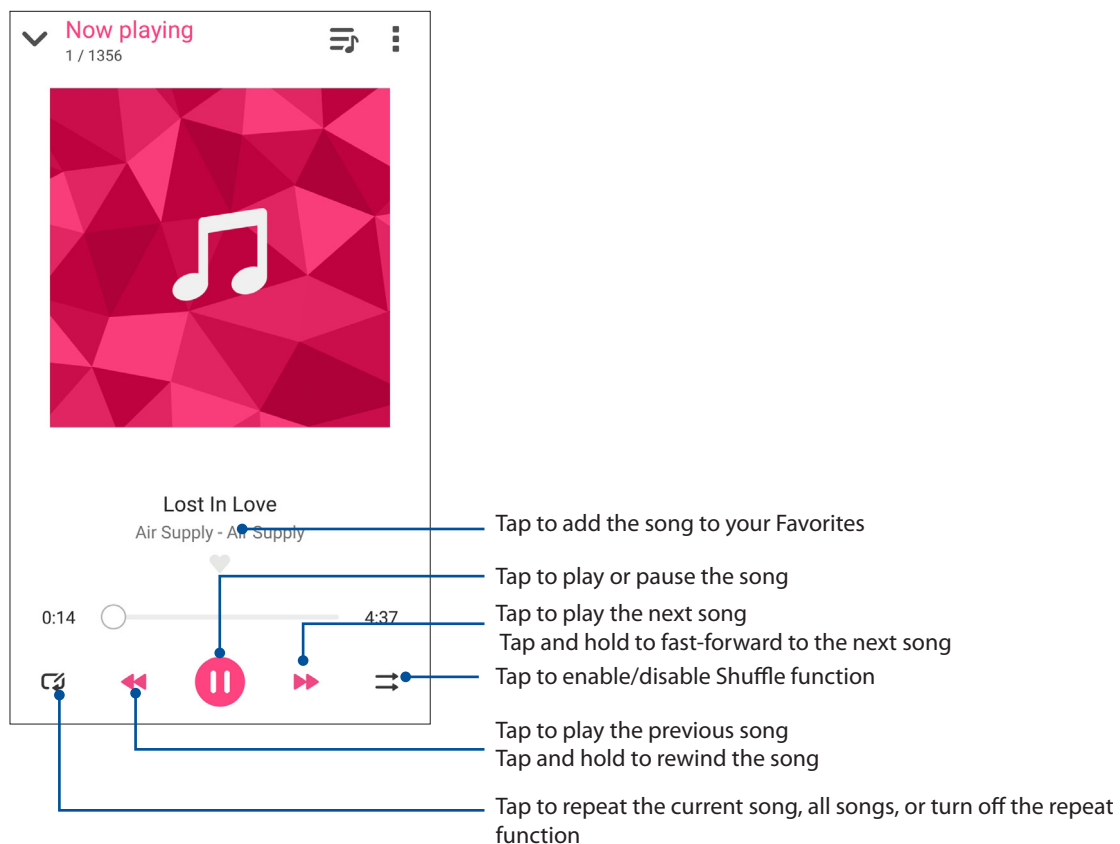 Now playing
1 / 1356
Lost In Love
Air Supply - Air Supply
0:14
4:37
Tap to add the song to your Favorites
Tap to play or pause the song
Tap to play the next song
Tap and hold to fast-forward to the next song
Tap to enable/disable Shuffle function
Tap to play the previous song
Tap and hold to rewind the song
Tap to repeat the current song, all songs, or turn off the repeat
function